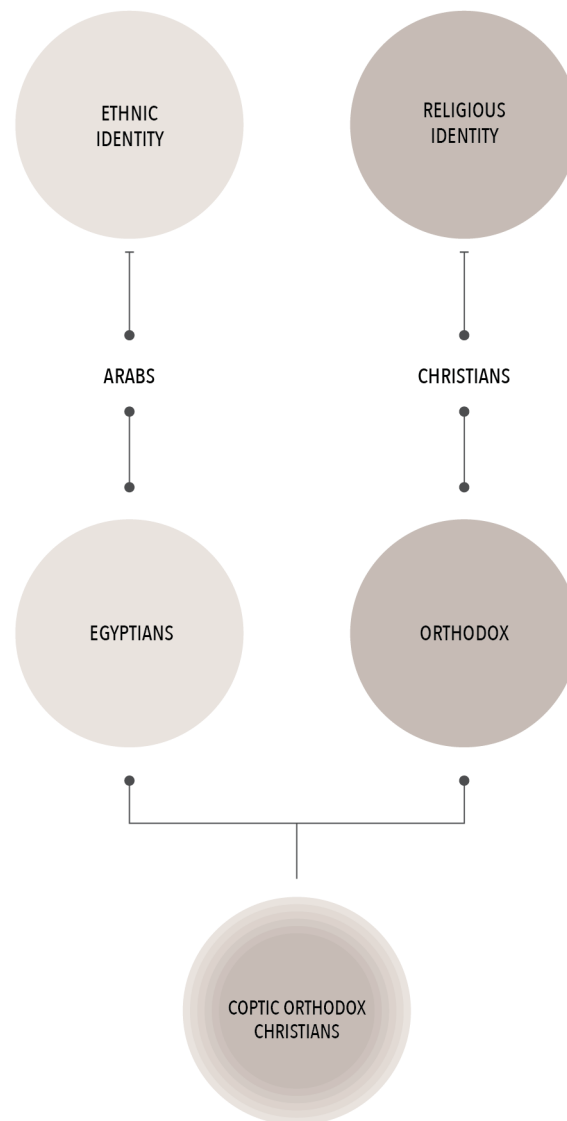 ETHNIC
IDENTITY
RELIGIOUS
IDENTITY
ARABS
CHRISTIANS
EGYPTIANS
ORTHODOX
COPTIC ORTHODOX
CHRISTIANS